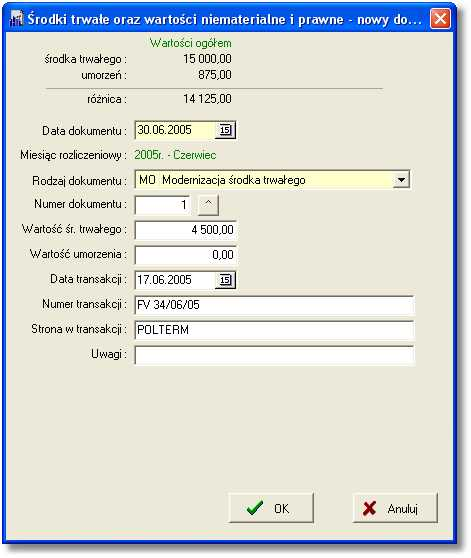 Środki trwałe oraz wartości niematerialne i prawne - nowy do...
Wartości ogółem
środka trwałego : 15 000,00
umorzeń : 875,00
różnica : 14 125,00
Data dokumentu : 30.06.2005 15
Miesiąc rozliczeniowy : 2005r. - Czerwiec
Rodzaj dokumentu : MO Modernizacja środka trwałego
Numer dokumentu : 1 ^
Wartość śr. trwałego : 4 500,00
Wartość umorzenia : 0,00
Data transakcji : 17.06.2005 15
Numer transakcji : FV 34/06/05
Strona w transakcji : POLTERM
Uwagi :
OK Anuluj